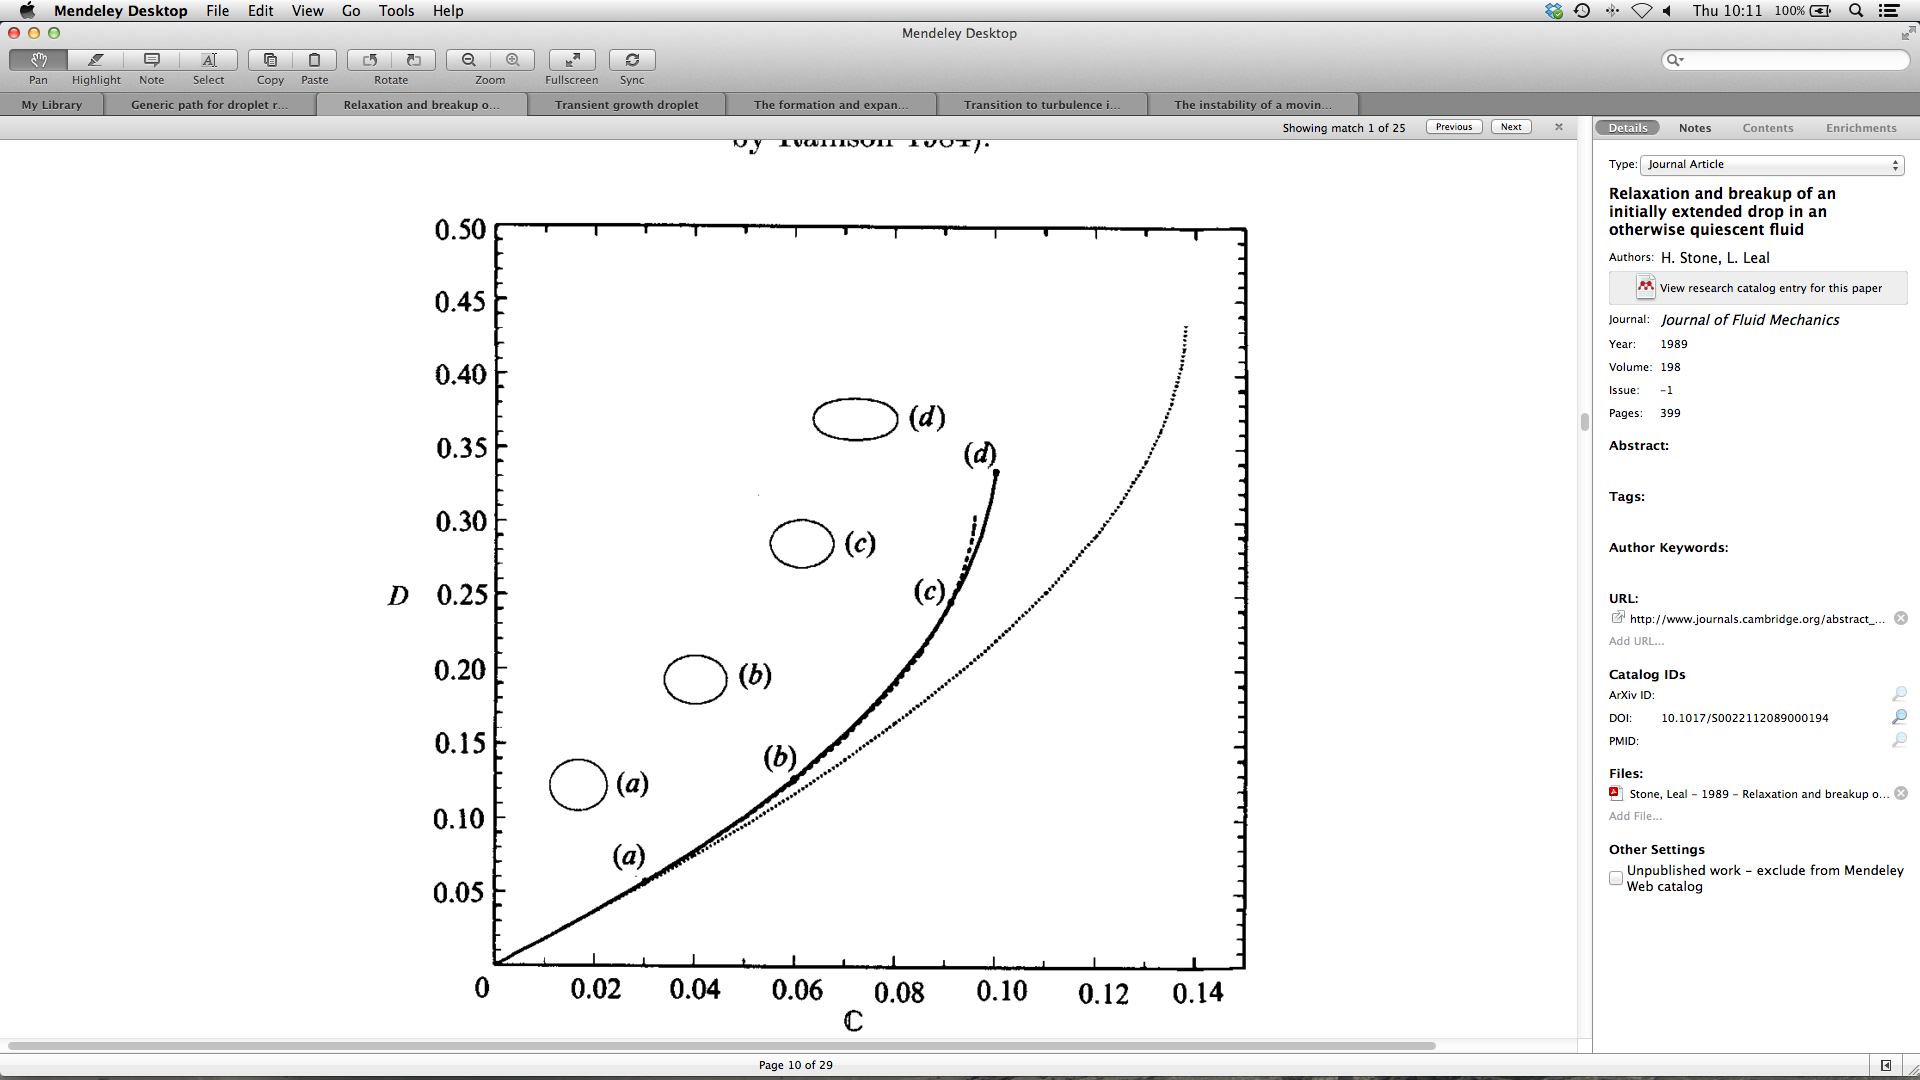 Mendeley Desktop File Edit View Go Tools Help Thu 10:11 100%
Mendeley Desktop
Pan Highlight Note Select Copy Paste Rotate Zoom Fullscreen Sync
My Library Generic path for droplet r... Relaxation and breakup o... Transient growth droplet The formation and expan... Transition to turbulence i... The instability of a movin...
Showing match 1 of 25 Previous Next
by Ramson 1984).
0.50
0.45
0.40
(d)
0.35 (d)
0.30
(c)
D 0.25 (c)
0.20 (b)
0.15 (b)
(a)
0.10
(a)
0.05
0 0.02 0.04 0.06 0.08 0.10 0.12 0.14
ℂ
Page 10 of 29
Details Notes Contents Enrichments
Type: Journal Article
Relaxation and breakup of an
initially extended drop in an
otherwise quiescent fluid
Authors: H. Stone, L. Leal
View research catalog entry for this paper
Journal: Journal of Fluid Mechanics
Year: 1989
Volume: 198
Issue: -1
Pages: 399
Abstract:
Tags:
Author Keywords:
URL:
http://www.journals.cambridge.org/abstract_...
Add URL...
Catalog IDs
ArXiv ID:
DOI: 10.1017/S0022112089000194
PMID:
Files:
Stone, Leal - 1989 - Relaxation and breakup o...
Add File...
Other Settings
Unpublished work - exclude from Mendeley
Web catalog